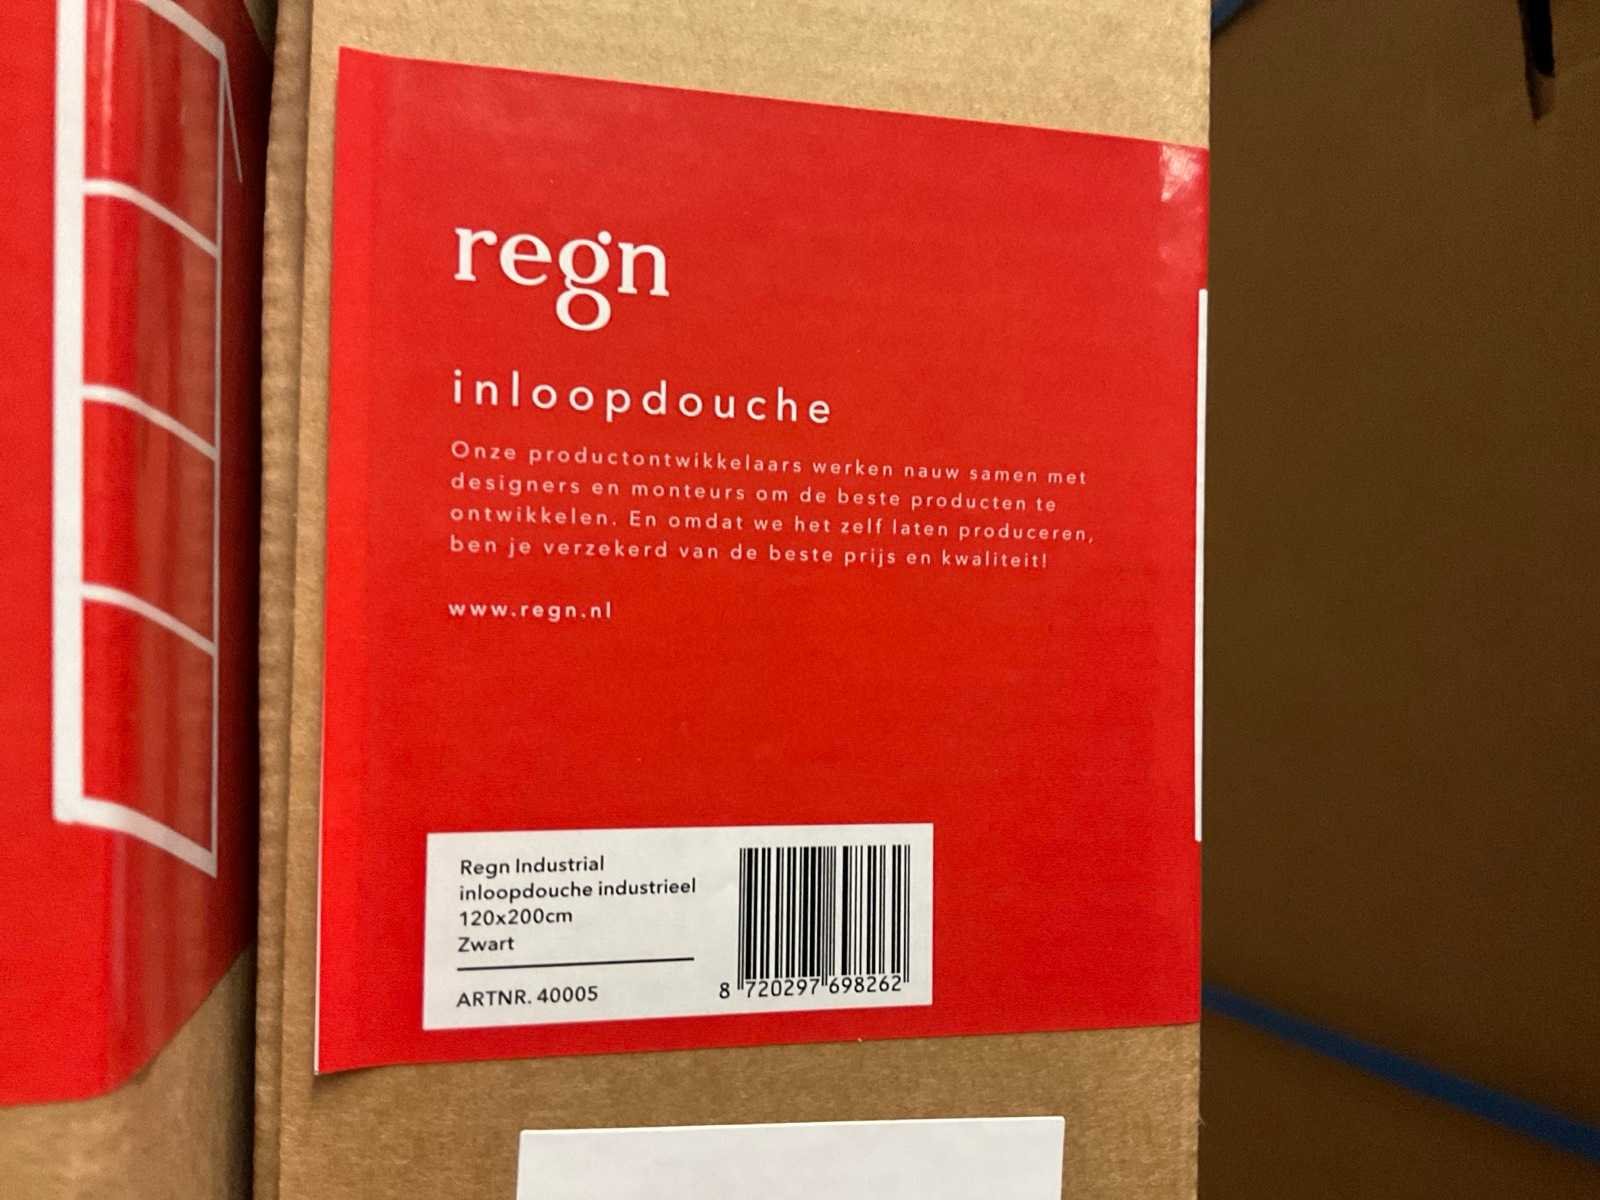 regn
inloopdouche
Onze productontwikkelaars werken nauw samen met
designers en monteurs om de beste producten te
ontwikkelen. En omdat we het zelf laten produceren,
ben je verzekerd van de beste prijs en kwaliteit!
www.regn.nl
Regn Industrial
inloopdouche industrieel
120x200cm
Zwart
ARTNR. 40005
8 720297 698262